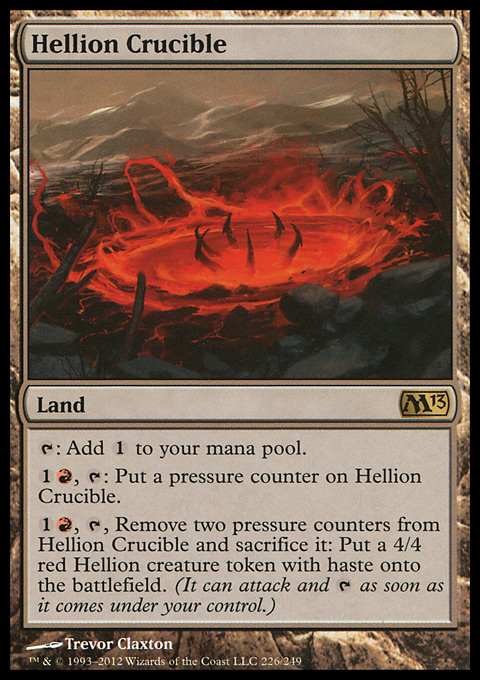 Hellion Crucible
Land
M13
: Add 1 to your mana pool.
1, : Put a pressure counter on Hellion
Crucible.
1, , Remove two pressure counters from
Hellion Crucible and sacrifice it: Put a 4/4
red Hellion creature token with haste onto
the battlefield. (It can attack and as soon as
it comes under your control.)
Trevor Claxton
™ & © 1993–2012 Wizards of the Coast LLC 226/249